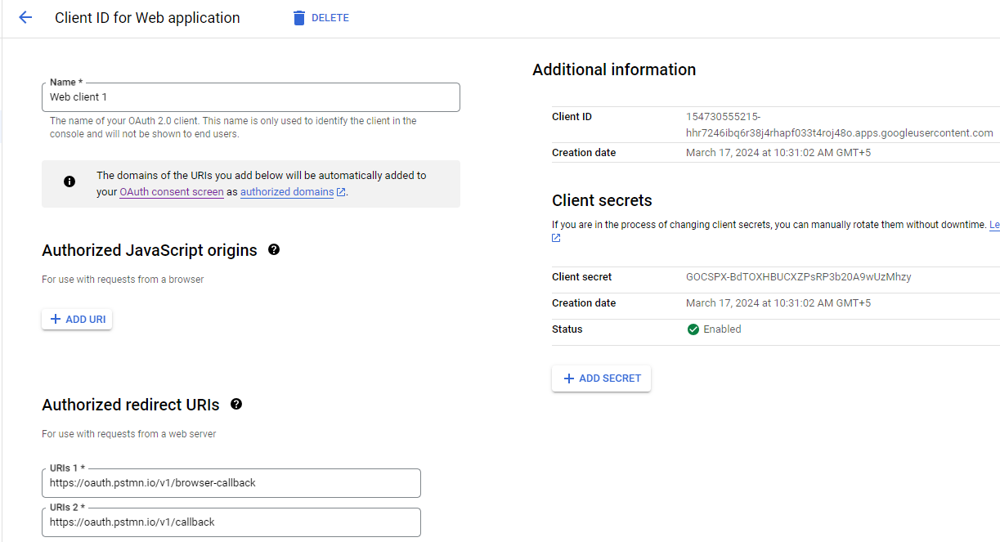 Client ID for Web application
DELETE
Name *
Web client 1
The name of your OAuth 2.0 client. This name is only used to identify the client in the
console and will not be shown to end users.
The domains of the URIs you add below will be automatically added to
your OAuth consent screen as authorized domains.
Authorized JavaScript origins
For use with requests from a browser
ADD URI
Authorized redirect URIs
For use with requests from a web server
URIs 1 *
https://oauth.pstmn.io/v1/browser-callback
URIs 2 *
https://oauth.pstmn.io/v1/callback
Additional information
Client ID
154730555215-
hhr7246ibq6r38j4rhapf033t4roj48o.apps.googleusercontent.com
Creation date
March 17, 2024 at 10:31:02 AM GMT+5
Client secrets
If you are in the process of changing client secrets, you can manually rotate them without downtime. Le
Client secret
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
Creation date
March 17, 2024 at 10:31:02 AM GMT+5
Status
Enabled
ADD SECRET